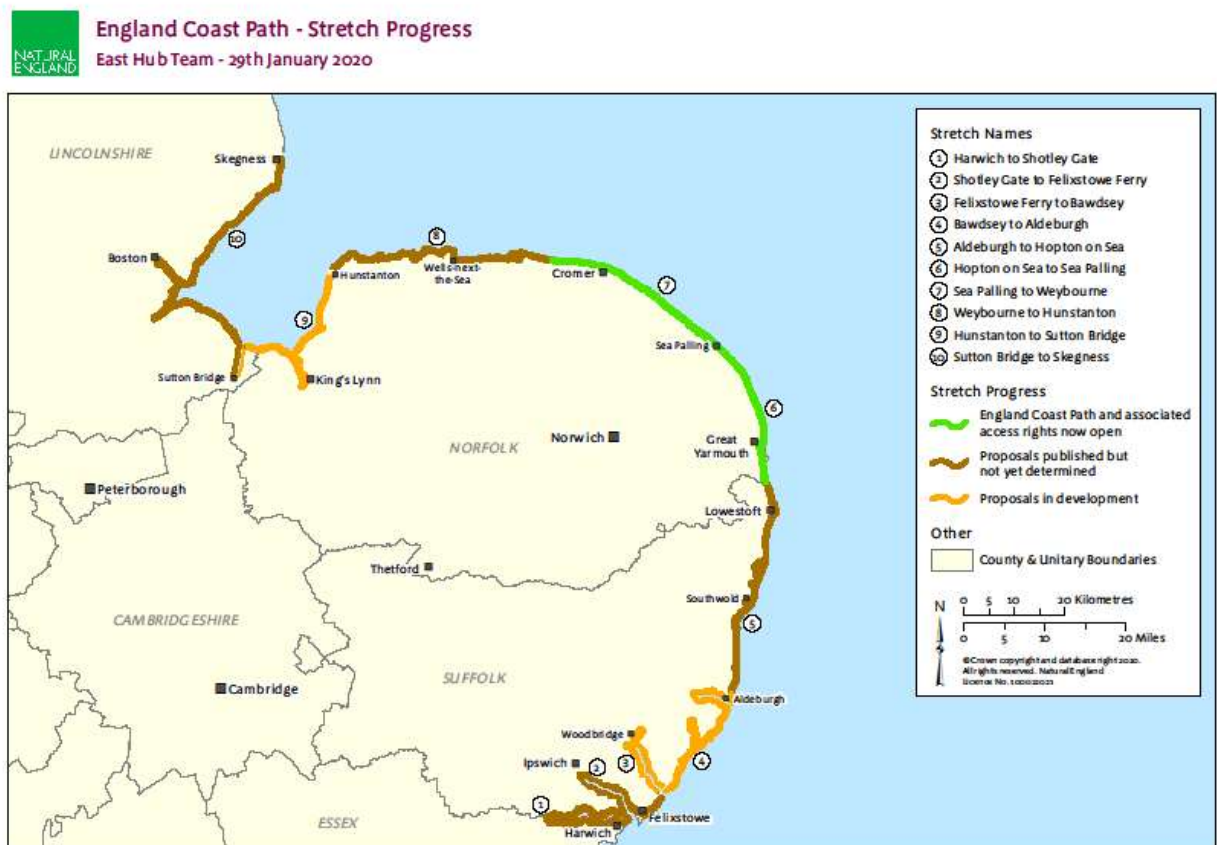 NATURAL
ENGLAND
England Coast Path - Stretch Progress
East Hub Team - 29th January 2020
LINCOLNSHIRE
Skegness
10
Boston
8
Hunstanton
Wells-next-
the-Sea
Cromer
7
9
Sea Palling
Sutton Bridge
King's Lynn
6
Norwich
NORFOLK
Great
Yarmouth
Peterborough
Lowestoft
Thetford
Southwold
CAMBRIDGESHIRE
5
SUFFOLK
Cambridge
Aldeburgh
Woodbridge
Ipswich
2
3
4
1
Felixstowe
ESSEX
Harwich
Stretch Names
1 Harwich to Shotley Gate
2 Shotley Gate to Felixstowe Ferry
3 Felixstowe Ferry to Bawdsey
4 Bawdsey to Aldeburgh
5 Aldeburgh to Hopton on Sea
6 Hopton on Sea to Sea Palling
7 Sea Palling to Weybourne
8 Weybourne to Hunstanton
9 Hunstanton to Sutton Bridge
10 Sutton Bridge to Skegness
Stretch Progress
England Coast Path and associated
access rights now open
Proposals published but
not yet determined
Proposals in development
Other
County & Unitary Boundaries
N
0 5 10 20 Kilometres
0 5 10 20 Miles
©Crown copyright and database right 2020.
All rights reserved. Natural England
Licence No.